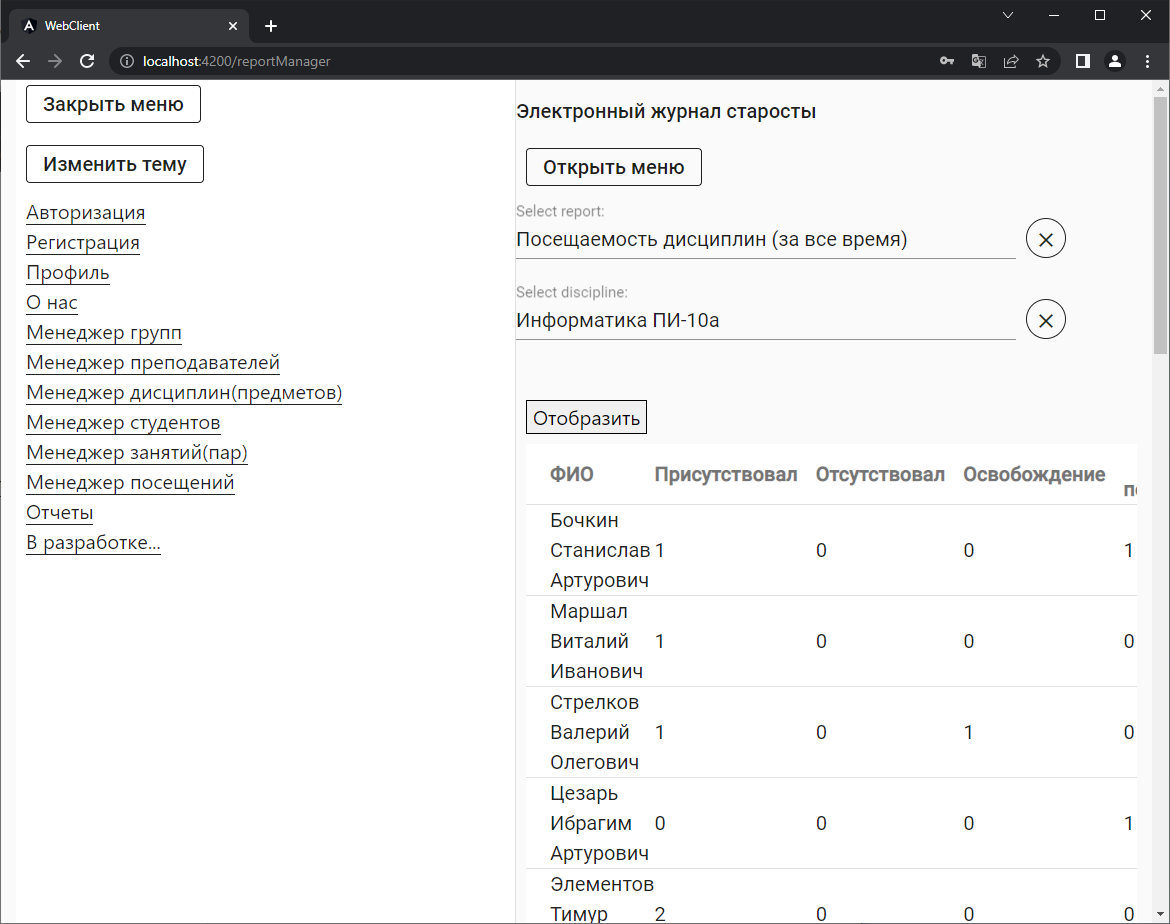 WebClient
localhost:4200/reportManager
Закрыть меню
Изменить тему
Авторизация
Регистрация
Профиль
О нас
Менеджер групп
Менеджер преподавателей
Менеджер дисциплин(предметов)
Менеджер студентов
Менеджер занятий(пар)
Менеджер посещений
Отчеты
В разработке...
Электронный журнал старосты
Открыть меню
Select report:
Посещаемость дисциплин (за все время)
Select discipline:
Информатика ПИ-10а
Отобразить
ФИО Присутствовал Отсутствовал Освобождение
Бочкин
Станислав 1 0 0 1
Артурович
Маршал
Виталий 1 0 0 0
Иванович
Стрелков
Валерий 1 0 1 0
Олегович
Цезарь
Ибрагим 0 0 0 1
Артурович
Элементов
Тимур 2 0 0 0